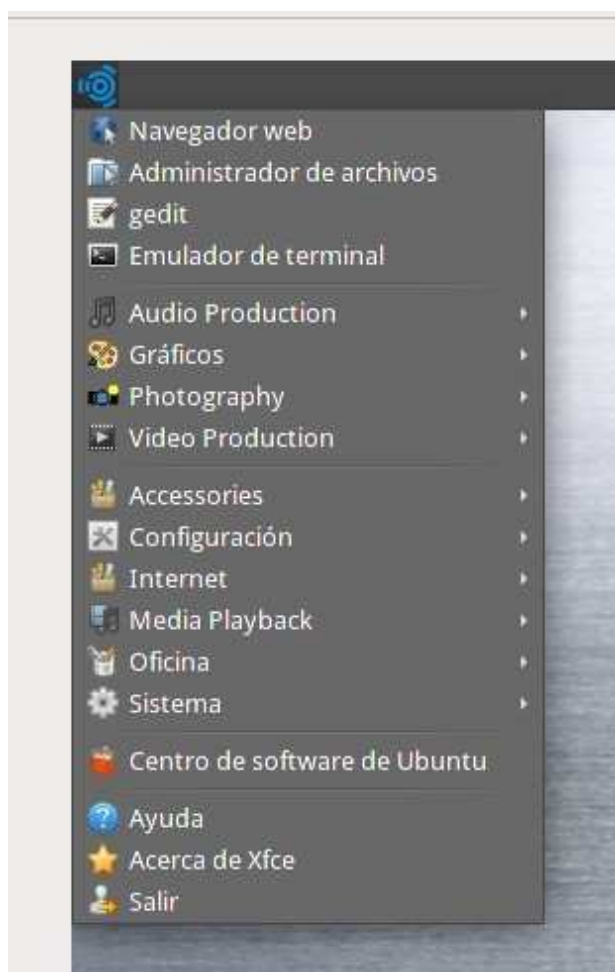 Navegador web
Administrador de archivos
gedit
Emulador de terminal
Audio Production
Gráficos
Photography
Video Production
Accessories
Configuración
Internet
Media Playback
Oficina
Sistema
Centro de software de Ubuntu
Ayuda
Acerca de Xfce
Salir